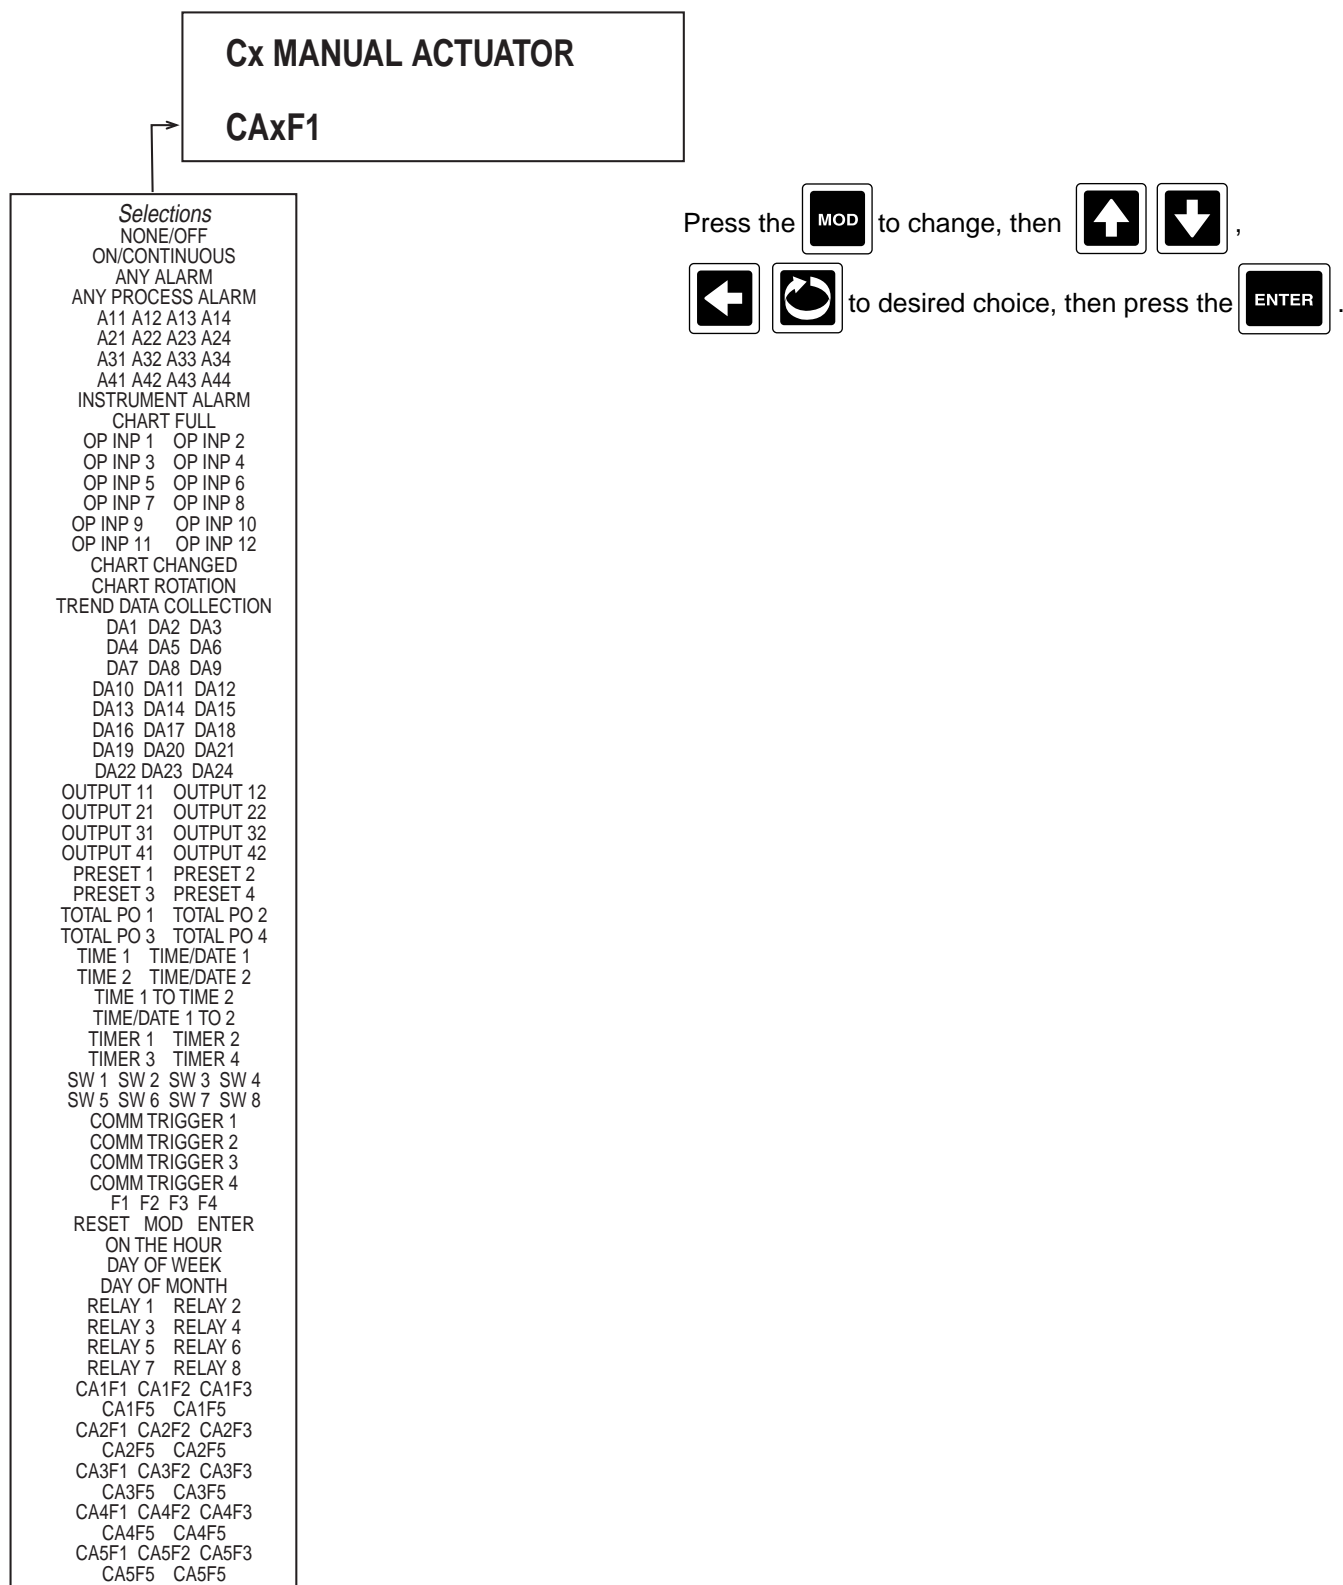 Cx MANUAL ACTUATOR
CAxF1
Press the MOD to change, then ,
to desired choice, then press the ENTER .
Selections
NONE/OFF
ON/CONTINUOUS
ANY ALARM
ANY PROCESS ALARM
A11 A12 A13 A14
A21 A22 A23 A24
A31 A32 A33 A34
A41 A42 A43 A44
INSTRUMENT ALARM
CHART FULL
OP INP 1 OP INP 2
OP INP 3 OP INP 4
OP INP 5 OP INP 6
OP INP 7 OP INP 8
OP INP 9 OP INP 10
OP INP 11 OP INP 12
CHART CHANGED
CHART ROTATION
TREND DATA COLLECTION
DA1 DA2 DA3
DA4 DA5 DA6
DA7 DA8 DA9
DA10 DA11 DA12
DA13 DA14 DA15
DA16 DA17 DA18
DA19 DA20 DA21
DA22 DA23 DA24
OUTPUT 11 OUTPUT 12
OUTPUT 21 OUTPUT 22
OUTPUT 31 OUTPUT 32
OUTPUT 41 OUTPUT 42
PRESET 1 PRESET 2
PRESET 3 PRESET 4
TOTAL PO 1 TOTAL PO 2
TOTAL PO 3 TOTAL PO 4
TIME 1 TIME/DATE 1
TIME 2 TIME/DATE 2
TIME 1 TO TIME 2
TIME/DATE 1 TO 2
TIMER 1 TIMER 2
TIMER 3 TIMER 4
SW 1 SW 2 SW 3 SW 4
SW 5 SW 6 SW 7 SW 8
COMM TRIGGER 1
COMM TRIGGER 2
COMM TRIGGER 3
COMM TRIGGER 4
F1 F2 F3 F4
RESET MOD ENTER
ON THE HOUR
DAY OF WEEK
DAY OF MONTH
RELAY 1 RELAY 2
RELAY 3 RELAY 4
RELAY 5 RELAY 6
RELAY 7 RELAY 8
CA1F1 CA1F2 CA1F3
CA1F5 CA1F5
CA2F1 CA2F2 CA2F3
CA2F5 CA2F5
CA3F1 CA3F2 CA3F3
CA3F5 CA3F5
CA4F1 CA4F2 CA4F3
CA4F5 CA4F5
CA5F1 CA5F2 CA5F3
CA5F5 CA5F5